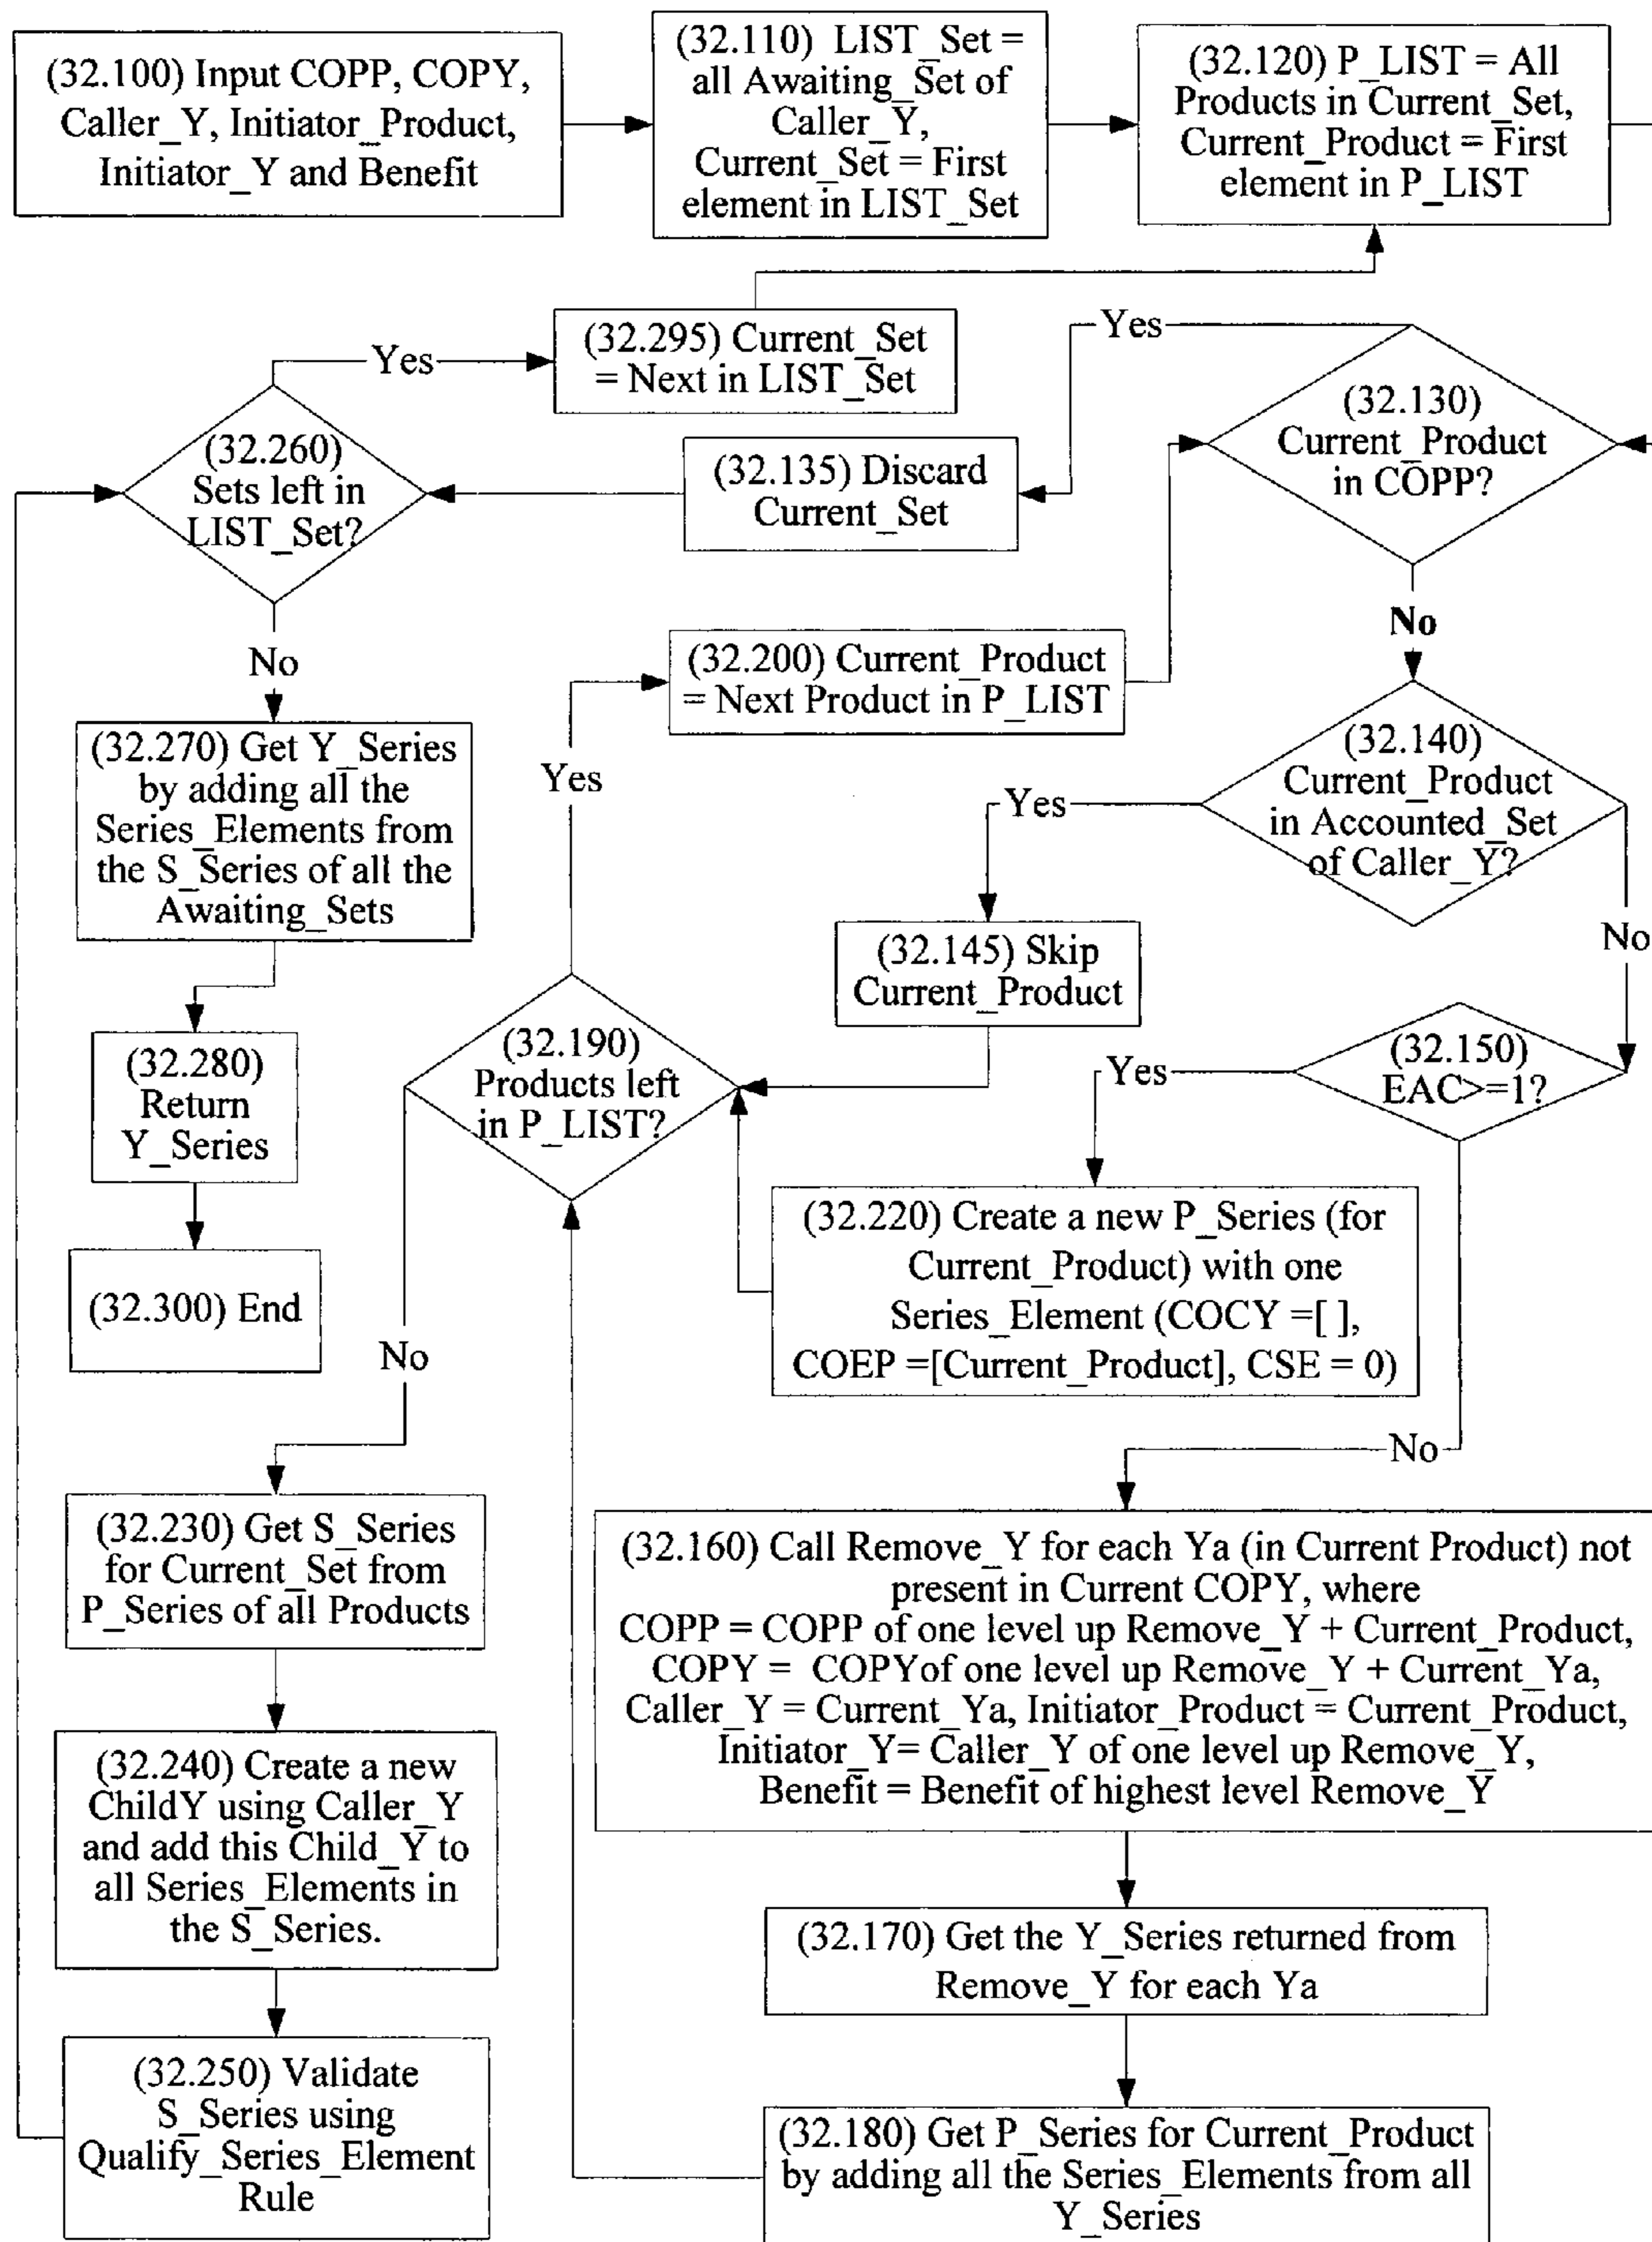 (32.100) Input COPP, COPY,
Caller_Y, Initiator_Product,
Initiator_Y and Benefit
(32.110) LIST_Set =
all Awaiting_Set of
Caller_Y,
Current_Set = First
element in LIST_Set
(32.120) P_LIST = All
Products in Current_Set,
Current_Product = First
element in P_LIST
Yes
(32.295) Current_Set
= Next in LIST_Set
Yes
(32.130)
Current_Product
in COPP?
(32.260)
Sets left in
LIST_Set?
(32.135) Discard
Current_Set
No
No
(32.200) Current_Product
= Next Product in P_LIST
(32.270) Get Y_Series
by adding all the
Series_Elements from
the S_Series of all the
Awaiting_Sets
Yes
(32.140)
Current_Product
in Accounted_Set
of Caller_Y?
Yes
No
(32.145) Skip
Current_Product
(32.280)
Return
Y_Series
(32.190)
Products left
in P_LIST?
(32.150)
EAC>=1?
Yes
(32.220) Create a new P_Series (for
Current_Product) with one
Series_Element (COCY =[ ],
COEP =[Current_Product], CSE = 0)
(32.300) End
No
No
(32.230) Get S_Series
for Current_Set from
P_Series of all Products
(32.160) Call Remove_Y for each Ya (in Current Product) not
present in Current COPY, where
COPP = COPP of one level up Remove_Y + Current_Product,
COPY = COPYof one level up Remove_Y + Current_Ya,
Caller_Y = Current_Ya, Initiator_Product = Current_Product,
Initiator_Y= Caller_Y of one level up Remove_Y,
Benefit = Benefit of highest level Remove_Y
(32.240) Create a new
ChildY using Caller_Y
and add this Child_Y to
all Series_Elements in
the S_Series.
(32.170) Get the Y_Series returned from
Remove_Y for each Ya
(32.250) Validate
S_Series using
Qualify_Series_Element
Rule
(32.180) Get P_Series for Current_Product
by adding all the Series_Elements from all
Y_Series